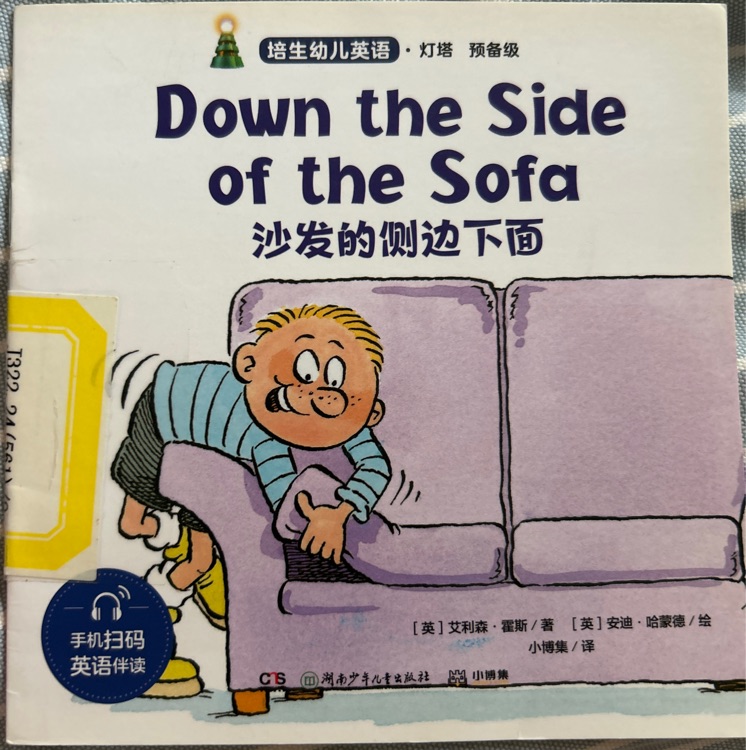 培生幼儿英语·灯塔 预备级
Down the Side
of the Sofa
沙发的侧边下面
手机扫码
英语伴读
[英]艾利森·霍斯/著 [英]安迪·哈蒙德/绘
小博集/译
湖南少年儿童出版社 小博集